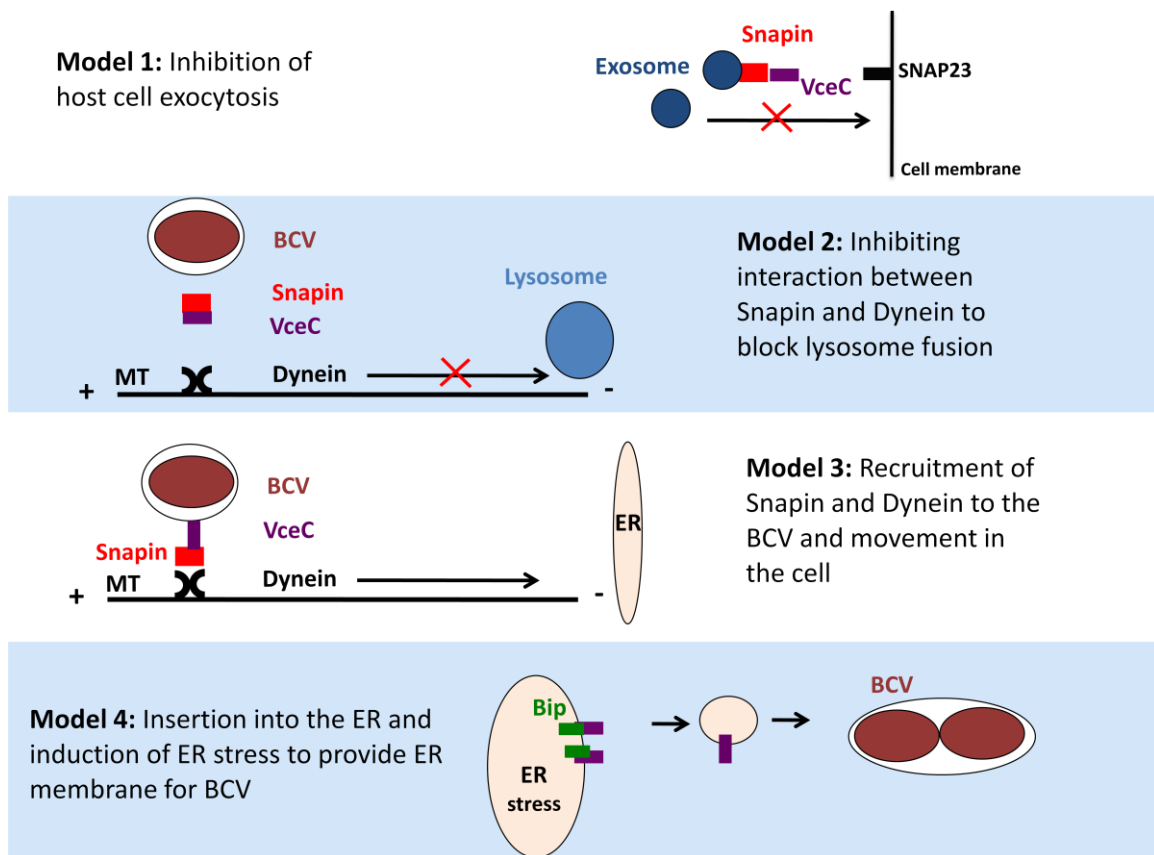 Model 1: Inhibition of
host cell exocytosis
Snapin
Exosome
VceC
SNAP23
Cell membrane
BCV
Snapin
VceC
Lysosome
+
MT
Dynein
-
Model 2: Inhibiting
interaction between
Snapin and Dynein to
block lysosome fusion
BCV
VceC
Snapin
+
MT
Dynein
-
ER
Model 3: Recruitment of
Snapin and Dynein to the
BCV and movement in
the cell
Model 4: Insertion into the ER and
induction of ER stress to provide ER
membrane for BCV
Bip
ER
stress
BCV